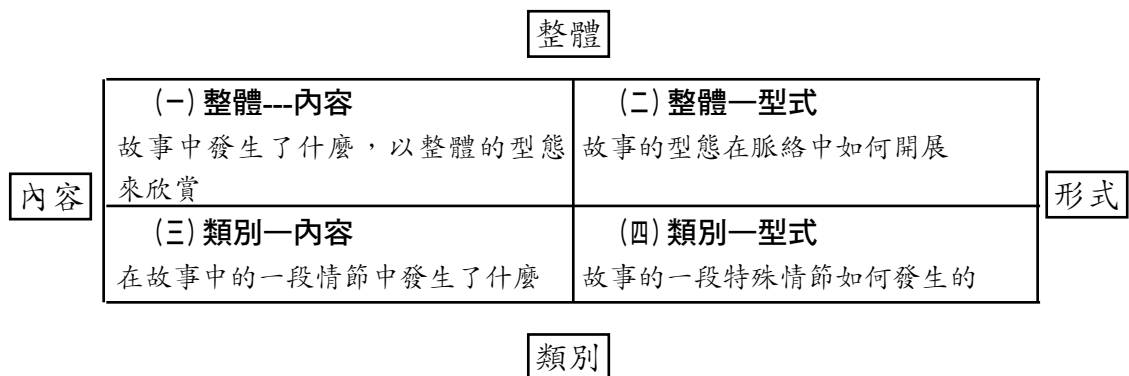 整體
(一) 整體---內容
故事中發生了什麼，以整體的型態
來欣賞
(二) 整體—型式
故事的型態在脈絡中如何開展
內容
形式
(三) 類別—內容
在故事中的一段情節中發生了什麼
(四) 類別—型式
故事的一段特殊情節如何發生的
類別